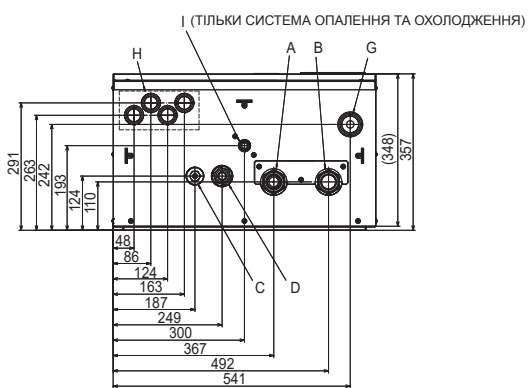 I (ТІЛЬКИ СИСТЕМА ОПАЛЕННЯ ТА ОХОЛОДЖЕННЯ)
H
A
B
G
291
263
242
193
124
110
(348)
357
48
86
124
163
187
249
300
367
492
541
C
D